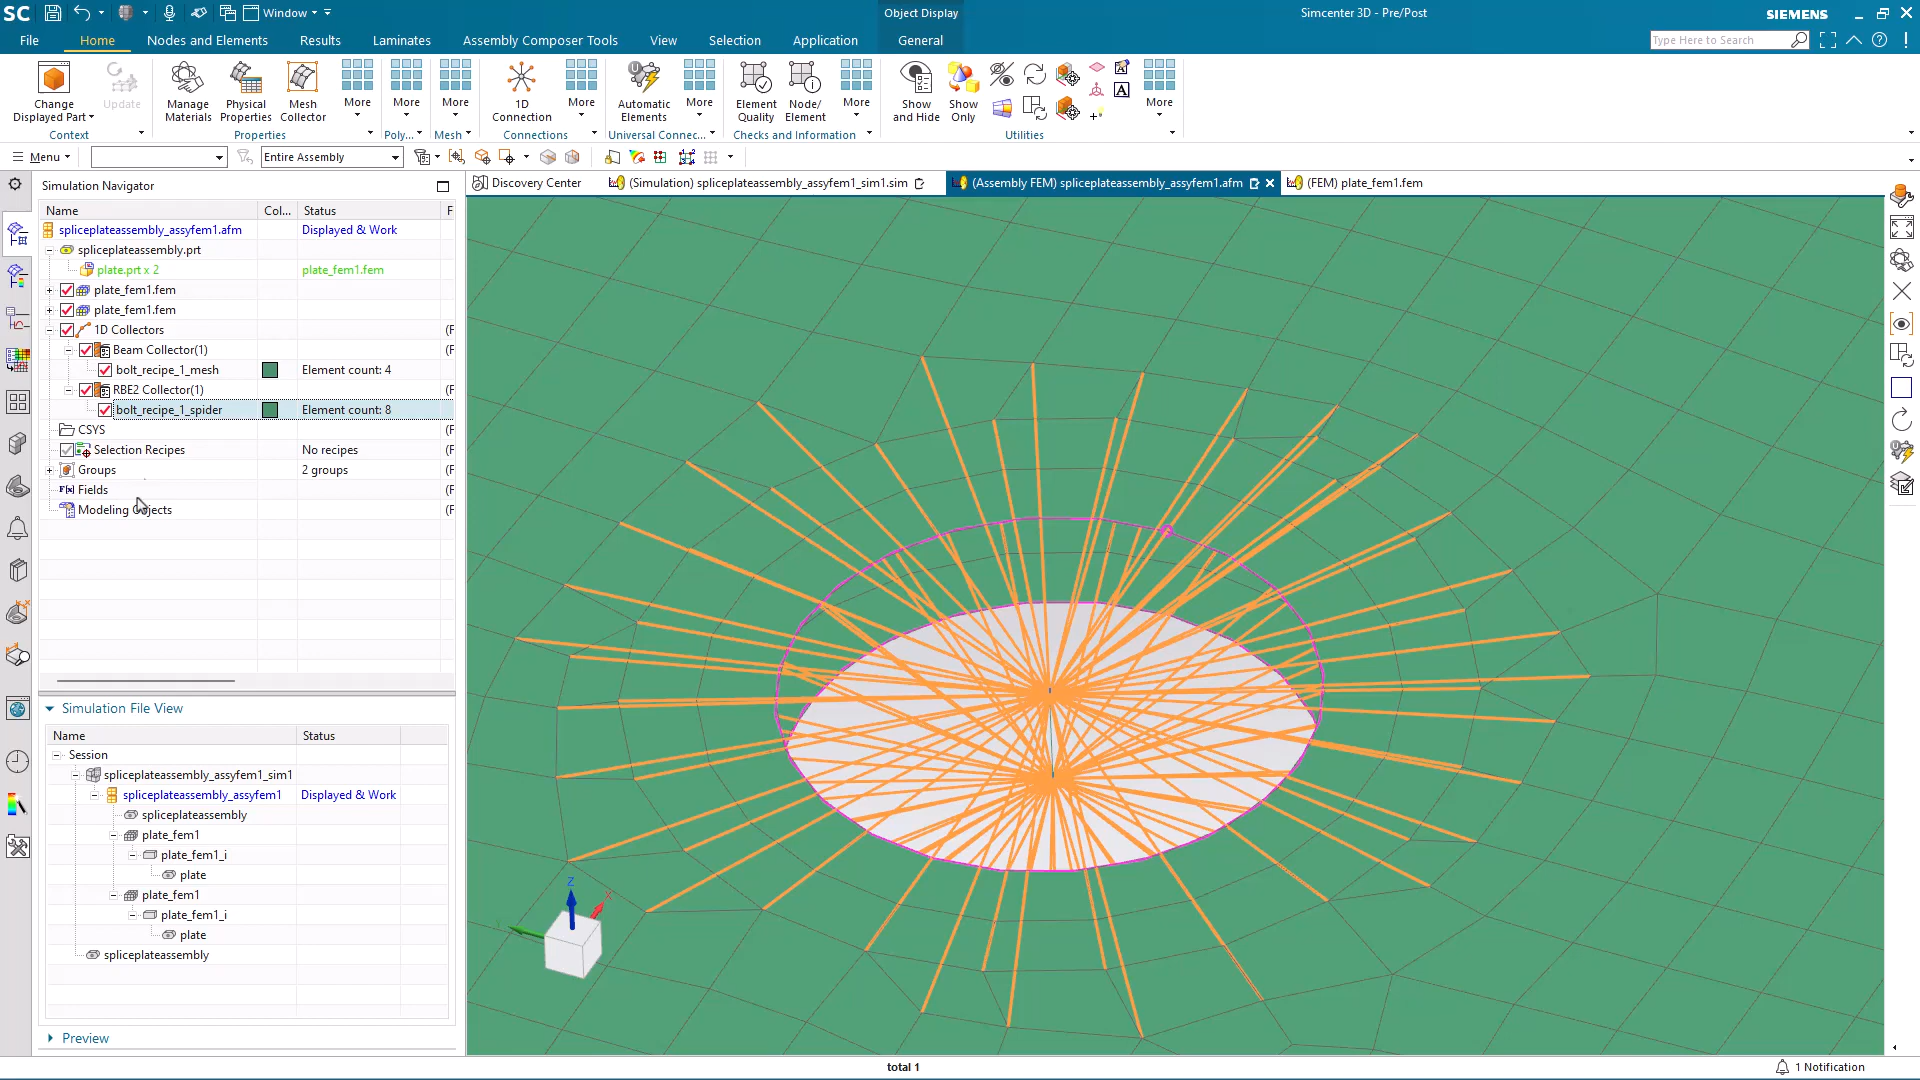 SC
Window
Object Display
Simcenter 3D - Pre/Post
SIEMENS
File
Home
Nodes and Elements
Results
Laminates
Assembly Composer Tools
View
Selection
Application
General
Type Here to Search
Change Displayed Part
Update
Manage Materials
Physical Properties
Mesh Collector
More
More
More
1D Connection
More
Automatic Elements
More
Element Quality
Node/ Element
More
Show and Hide
Show Only
More
Context
Properties
Poly...
Mesh
Connections
Universal Connec...
Checks and Information
Utilities
Menu
Entire Assembly
Simulation Navigator
Discovery Center
(Simulation) spliceplateassembly_assyfem1_sim1.sim
(Assembly FEM) spliceplateassembly_assyfem1.afm
(FEM) plate_fem1.fem
Name
Col...
Status
F
spliceplateassembly_assyfem1.afm
Displayed & Work
spliceplateassembly.prt
plate.prt x 2
plate_fem1.fem
plate_fem1.fem
plate_fem1.fem
1D Collectors
(F
Beam Collector(1)
(F
bolt_recipe_1_mesh
Element count: 4
RBE2 Collector(1)
(F
bolt_recipe_1_spider
Element count: 8
CSYS
(F
Selection Recipes
No recipes
(F
Groups
2 groups
(F
Fields
(F
Modeling Objects
(F
Simulation File View
Name
Status
Session
spliceplateassembly_assyfem1_sim1
spliceplateassembly_assyfem1
Displayed & Work
spliceplateassembly
plate_fem1
plate_fem1_i
plate
plate_fem1
plate_fem1_i
plate
spliceplateassembly
Preview
Z
X
Y
total 1
1 Notification